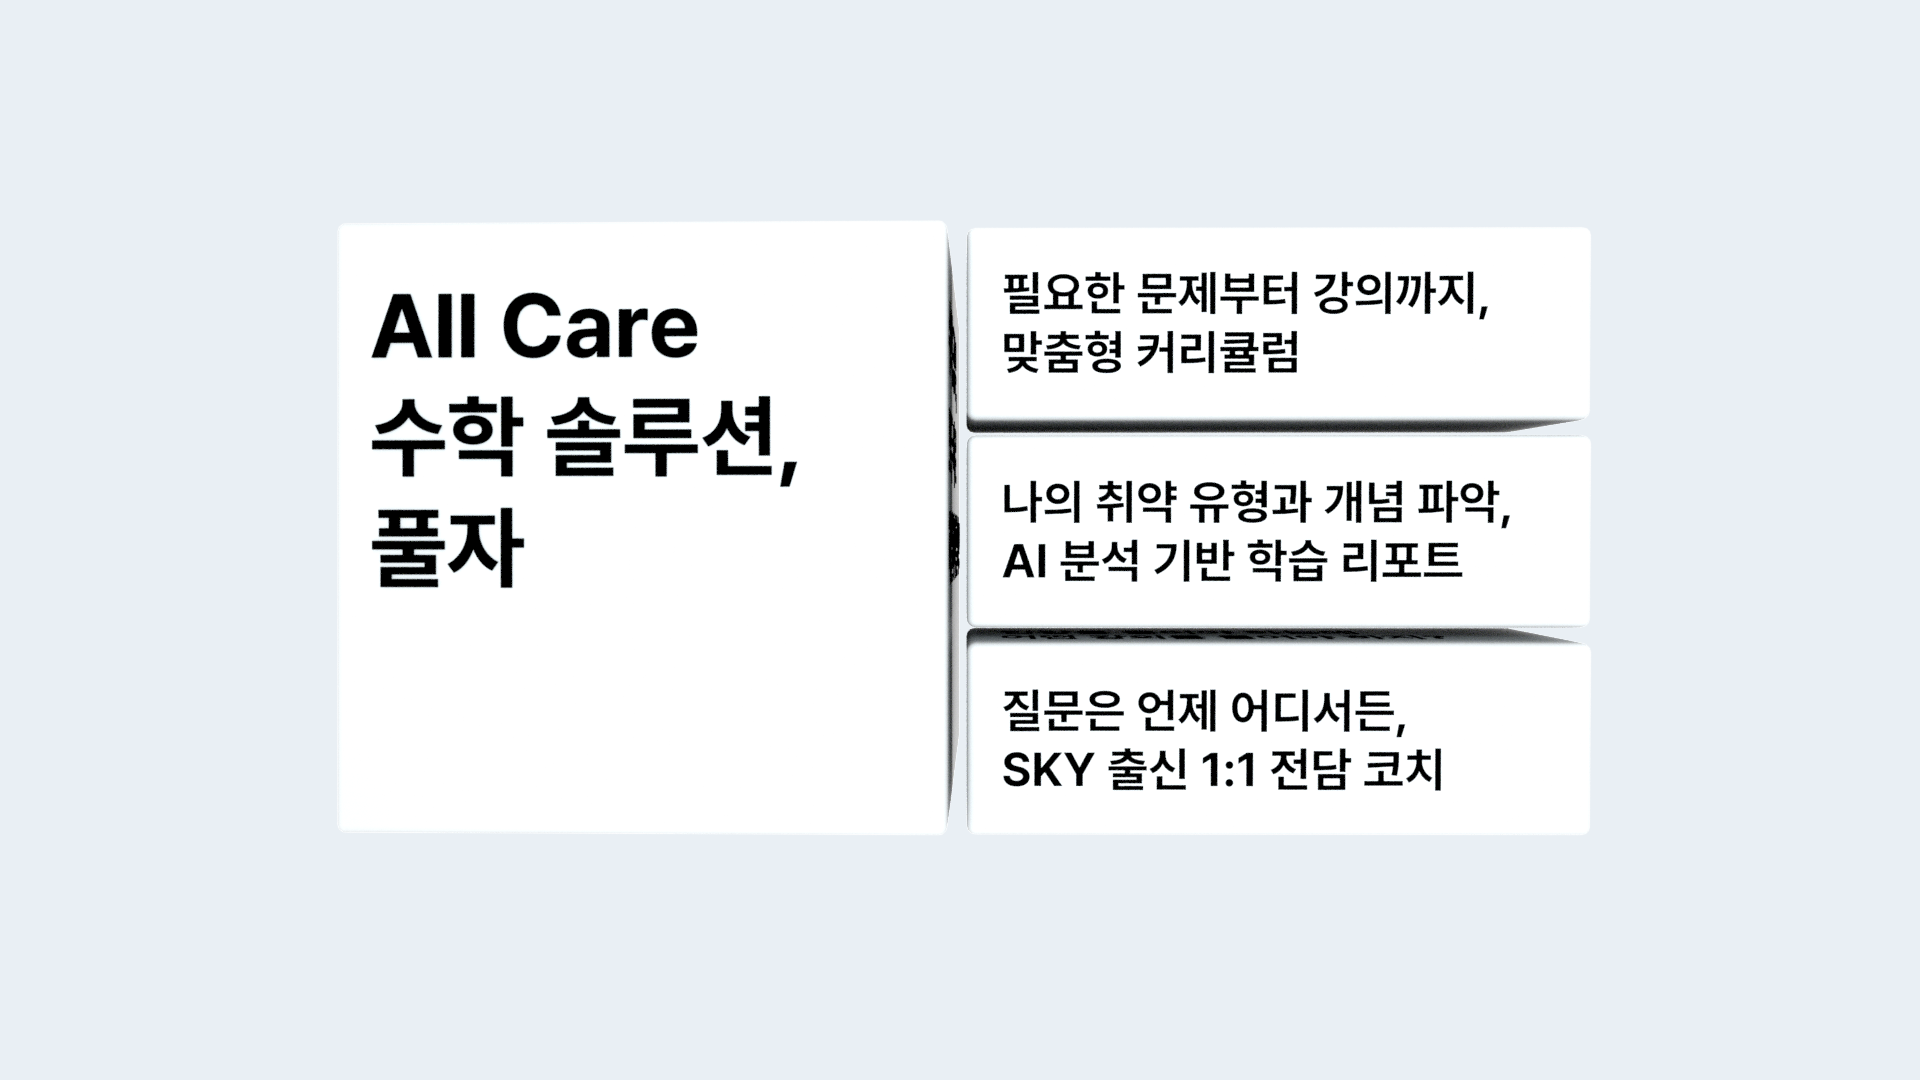 All Care
수학 솔루션,
풀자
필요한 문제부터 강의까지,
맞춤형 커리큘럼
나의 취약 유형과 개념 파악,
AI 분석 기반 학습 리포트
질문은 언제 어디서든,
SKY 출신 1:1 전담 코치